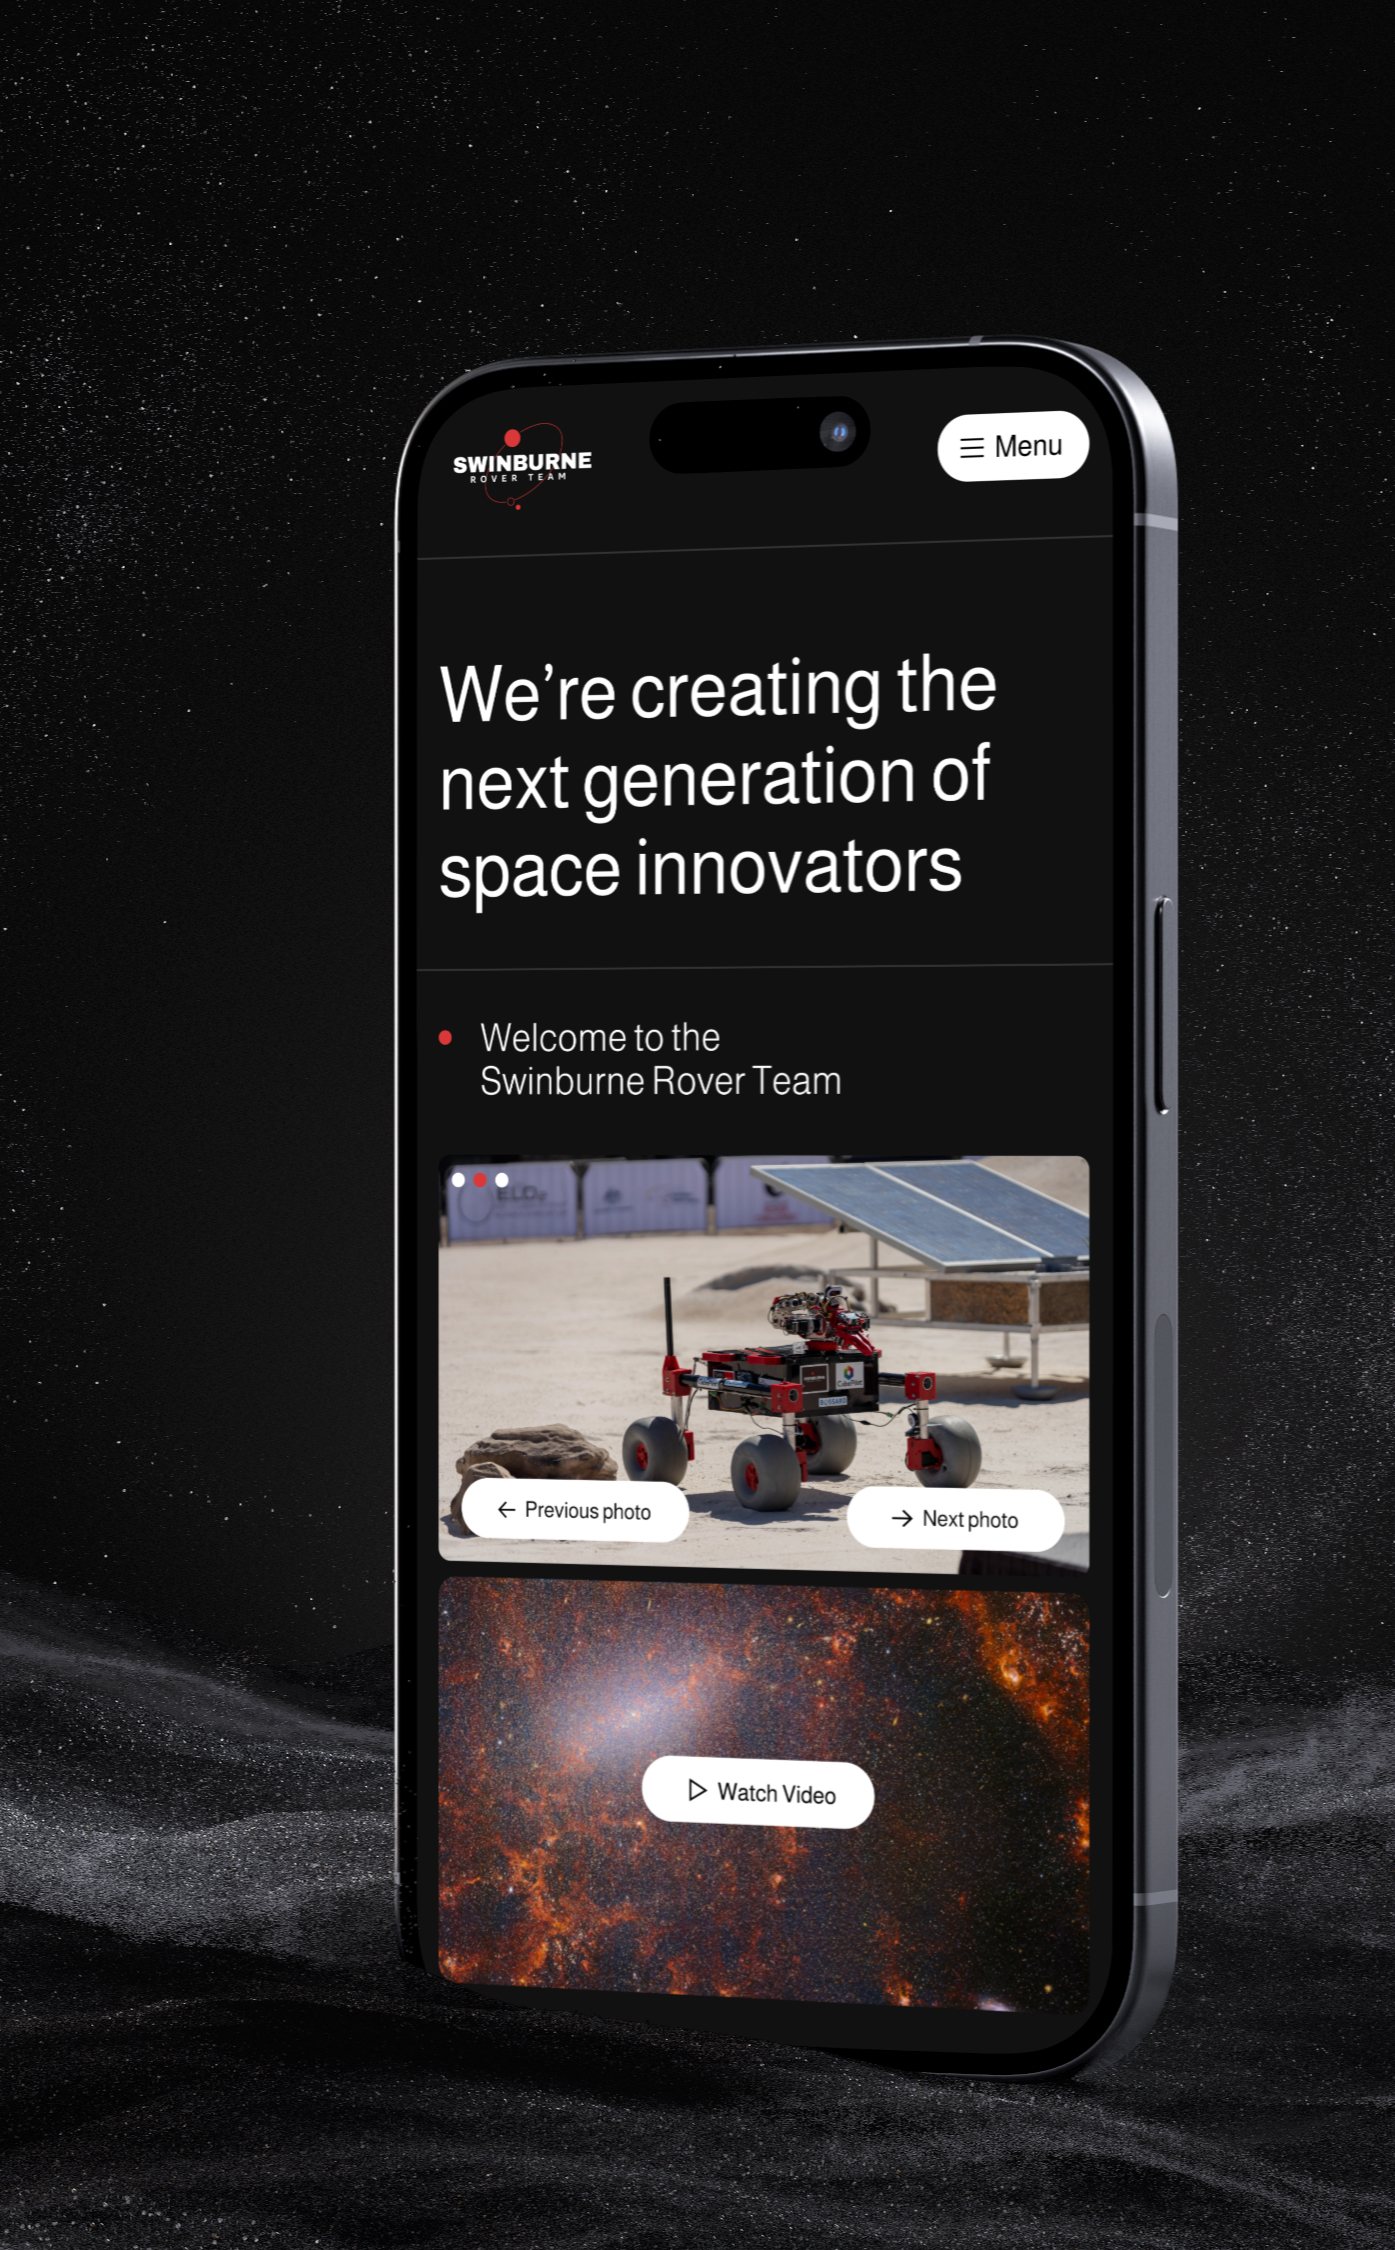 SWINBURNE
ROVER TEAM
Menu
We’re creating the
next generation of
space innovators
Welcome to the
Swinburne Rover Team
Previous photo
Next photo
Watch Video